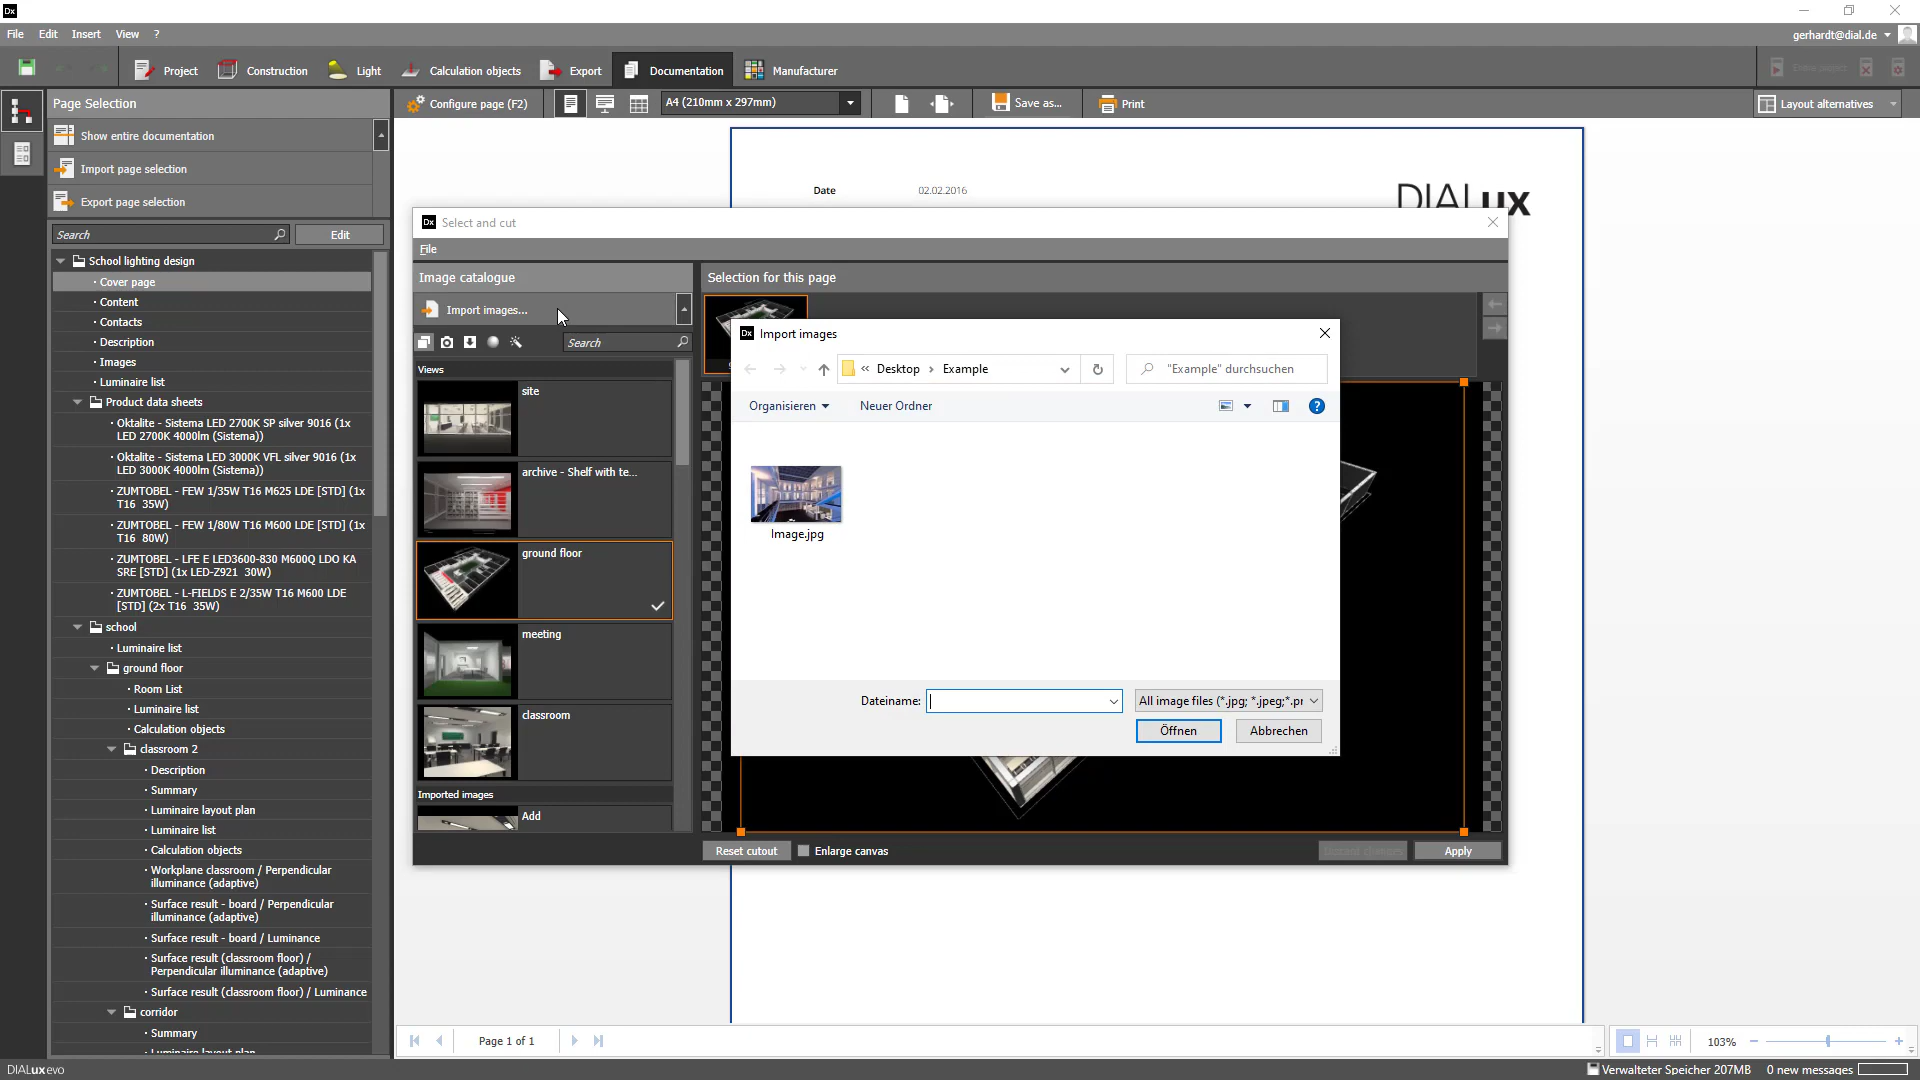 Dx
File Edit Insert View ?
gerhardt@dial.de
Project Construction Light Calculation objects Export Documentation Manufacturer
Page Selection
Configure page (F2)
A4 (210mm x 297mm)
Save as...
Print
Layout alternatives
Show entire documentation
Import page selection
Export page selection
Search
Edit
School lighting design
Cover page
Content
Contacts
Description
Images
Luminaire list
Product data sheets
Oktalite - Sistema LED 2700K SP silver 9016 (1x
LED 2700K 4000lm (Sistema))
Oktalite - Sistema LED 3000K VFL silver 9016 (1x
LED 3000K 4000lm (Sistema))
ZUMTOBEL - FEW 1/35W T16 M625 LDE [STD] (1x
T16 35W)
ZUMTOBEL - FEW 1/80W T16 M600 LDE [STD] (1x
T16 80W)
ZUMTOBEL - LFE E LED3600-830 M600Q LDO KA
SRE [STD] (1x LED-Z921 30W)
ZUMTOBEL - L-FIELDS E 2/35W T16 M600 LDE
[STD] (2x T16 35W)
school
Luminaire list
ground floor
Room List
Luminaire list
Calculation objects
classroom 2
Description
Summary
Luminaire layout plan
Luminaire list
Calculation objects
Workplane classroom / Perpendicular
illuminance (adaptive)
Surface result - board / Perpendicular
illuminance (adaptive)
Surface result - board / Luminance
Surface result (classroom floor) /
Perpendicular illuminance (adaptive)
Surface result (classroom floor) / Luminance
corridor
Summary
Luminaire layout plan
Date 02.02.2016
DIALux
Dx Select and cut
File
Image catalogue
Import images...
Search
Views
site
archive - Shelf with te...
ground floor
meeting
classroom
Imported images
Add
Selection for this page
Dx Import images
« Desktop › Example
"Example" durchsuchen
Organisieren
Neuer Ordner
?
Image.jpg
Dateiname:
All image files (*.jpg; *.jpeg;*.pr
Öffnen
Abbrechen
Reset cutout
Enlarge canvas
Discard changes
Apply
Page 1 of 1
103%
DIALux evo
Verwalteter Speicher 207MB
0 new messages